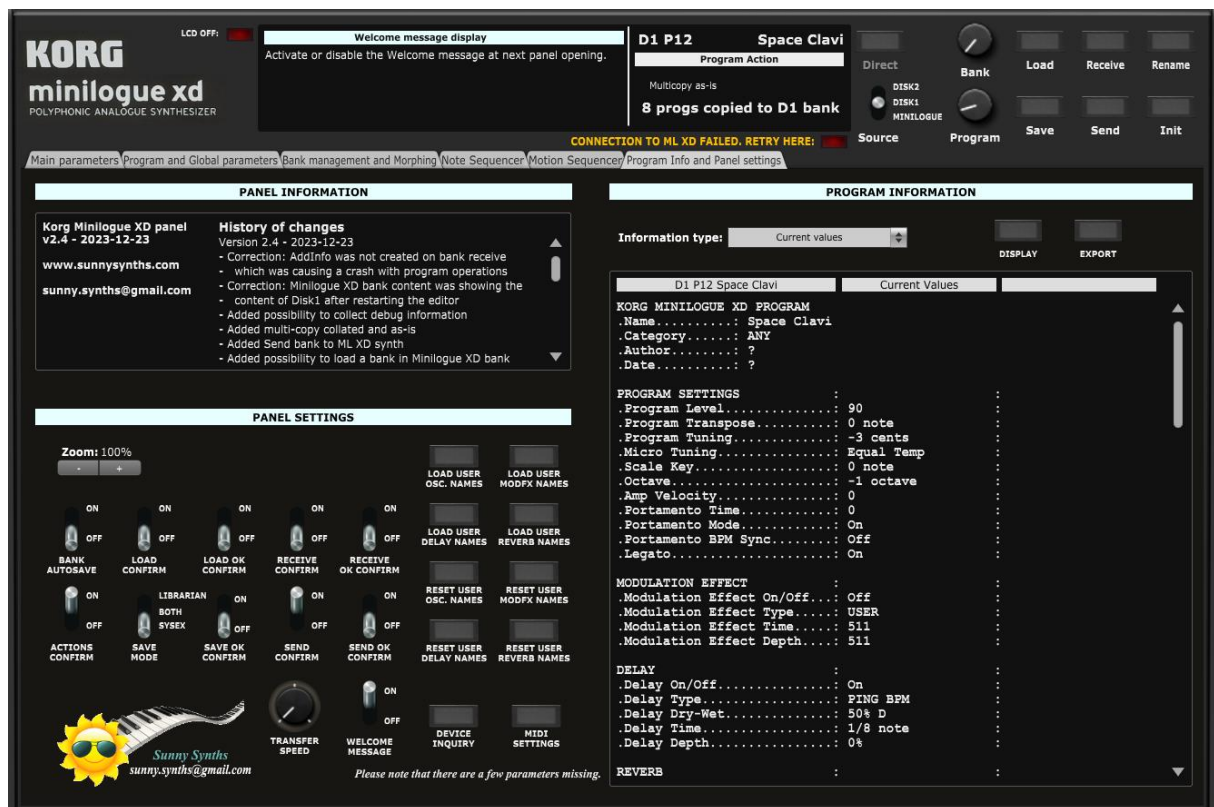 LCD OFF:
KORG
minilogue xd
POLYPHONIC ANALOGUE SYNTHESIZER
Welcome message display
Activate or disable the Welcome message at next panel opening.
D1 P12 Space Clavi
Program Action
Multicopy as-is
8 progs copied to D1 bank
CONNECTION TO ML XD FAILED. RETRY HERE:
Direct
DISK2
DISK1
MINILOGUE
Source
Bank
Program
Load
Receive
Rename
Save
Send
Init
Main parameters
Program and Global parameters
Bank management and Morphing
Note Sequencer
Motion Sequencer
Program Info and Panel settings
PANEL INFORMATION
Korg Minilogue XD panel
v2.4 - 2023-12-23
www.sunnysynths.com
sunny.synths@gmail.com
History of changes
Version 2.4 - 2023-12-23
- Correction: AddInfo was not created on bank receive
- which was causing a crash with program operations
- Correction: Minilogue XD bank content was showing the
- content of Disk1 after restarting the editor
- Added possibility to collect debug information
- Added multi-copy collated and as-is
- Added Send bank to ML XD synth
- Added possibility to load a bank in Minilogue XD bank
PANEL SETTINGS
Zoom: 100%
- +
ON
OFF
BANK
AUTOSAVE
ON
OFF
LOAD
CONFIRM
ON
OFF
LOAD OK
CONFIRM
ON
OFF
RECEIVE
CONFIRM
ON
OFF
RECEIVE
OK CONFIRM
ON
OFF
ACTIONS
CONFIRM
LIBRARIAN
BOTH
SYSEX
SAVE
MODE
ON
OFF
SAVE OK
CONFIRM
ON
OFF
SEND
CONFIRM
ON
OFF
SEND OK
CONFIRM
LOAD USER
OSC. NAMES
LOAD USER
MODFX NAMES
LOAD USER
DELAY NAMES
LOAD USER
REVERB NAMES
RESET USER
OSC. NAMES
RESET USER
MODFX NAMES
RESET USER
DELAY NAMES
RESET USER
REVERB NAMES
TRANSFER
SPEED
ON
OFF
WELCOME
MESSAGE
DEVICE
INQUIRY
MIDI
SETTINGS
Sunny Synths
sunny.synths@gmail.com
Please note that there are a few parameters missing.
PROGRAM INFORMATION
Information type: Current values
DISPLAY
EXPORT
D1 P12 Space Clavi Current Values
KORG MINILOGUE XD PROGRAM
.Name..........: Space Clavi
.Category......: ANY
.Author........: ?
.Date..........: ?
PROGRAM SETTINGS : :
.Program Level..............: 90 :
.Program Transpose..........: 0 note :
.Program Tuning.............: -3 cents :
.Micro Tuning...............: Equal Temp :
.Scale Key..................: 0 note :
.Octave.....................: -1 octave :
.Amp Velocity...............: 0 :
.Portamento Time............: 0 :
.Portamento Mode............: On :
.Portamento BPM Sync........: Off :
.Legato.....................: On :
MODULATION EFFECT : :
.Modulation Effect On/Off...: Off :
.Modulation Effect Type.....: USER :
.Modulation Effect Time.....: 511 :
.Modulation Effect Depth....: 511 :
DELAY : :
.Delay On/Off...............: On :
.Delay Type.................: PING BPM :
.Delay Dry-Wet..............: 50% D :
.Delay Time.................: 1/8 note :
.Delay Depth................: 0% :
REVERB : :